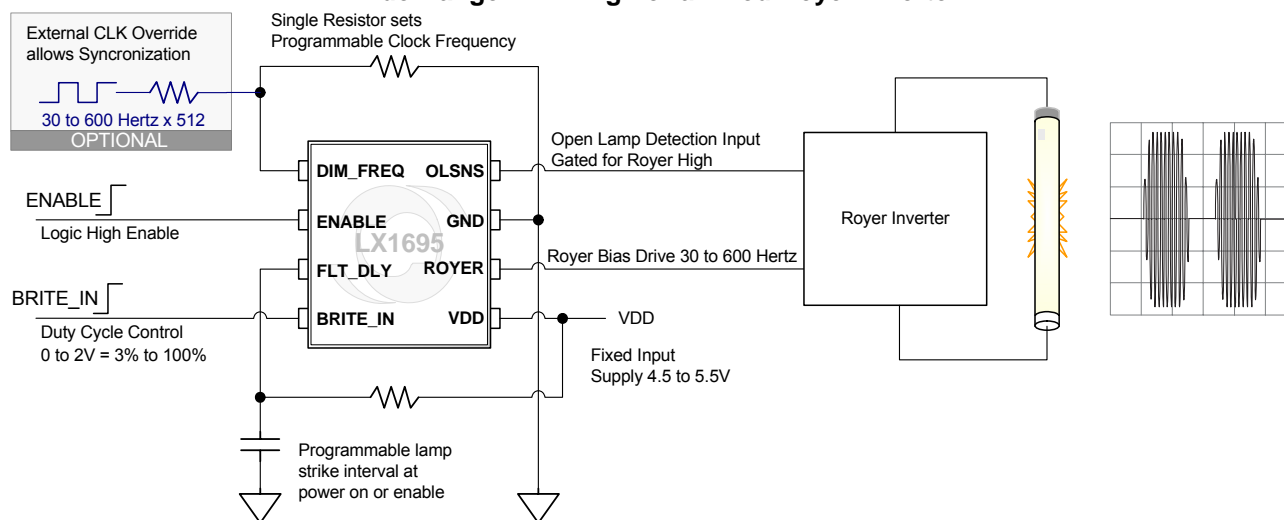 External CLK Override
allows Syncronization
30 to 600 Hertz x 512
OPTIONAL
Single Resistor sets
Programmable Clock Frequency
DIM_FREQ
OLSNS
ENABLE
GND
LX1695
FLT_DLY
ROYER
BRITE_IN
VDD
ENABLE
Logic High Enable
BRITE_IN
Duty Cycle Control
0 to 2V = 3% to 100%
Open Lamp Detection Input
Gated for Royer High
Royer Bias Drive 30 to 600 Hertz
VDD
Fixed Input
Supply 4.5 to 5.5V
Programmable lamp
strike interval at
power on or enable
Royer Inverter